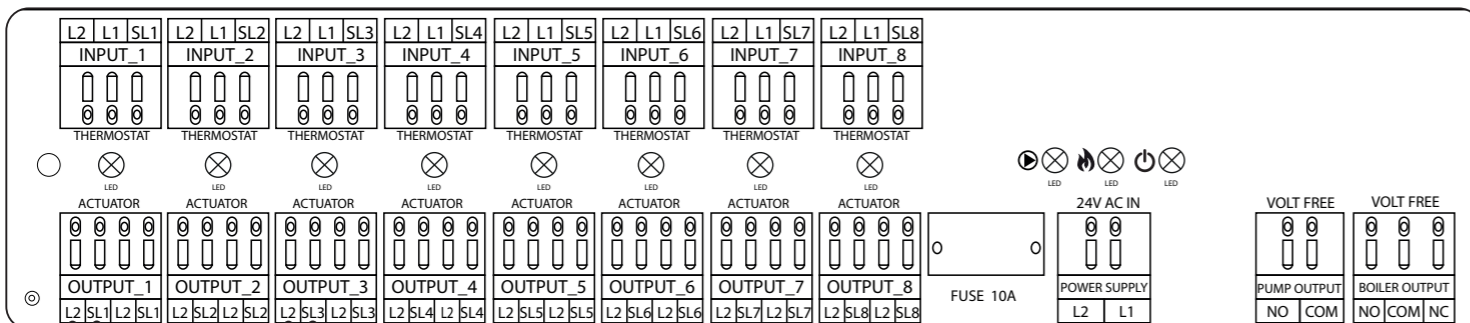 L2 L1 SL1 L2 L1 SL2 L2 L1 SL3 L2 L1 SL4 L2 L1 SL5 L2 L1 SL6 L2 L1 SL7 L2 L1 SL8
INPUT_1 INPUT_2 INPUT_3 INPUT_4 INPUT_5 INPUT_6 INPUT_7 INPUT_8
THERMOSTAT THERMOSTAT THERMOSTAT THERMOSTAT THERMOSTAT THERMOSTAT THERMOSTAT THERMOSTAT
LED LED LED LED LED LED LED LED LED LED LED
ACTUATOR ACTUATOR ACTUATOR ACTUATOR ACTUATOR ACTUATOR ACTUATOR ACTUATOR 24V AC IN VOLT FREE VOLT FREE
OUTPUT_1 OUTPUT_2 OUTPUT_3 OUTPUT_4 OUTPUT_5 OUTPUT_6 OUTPUT_7 OUTPUT_8 FUSE 10A POWER SUPPLY PUMP OUTPUT BOILER OUTPUT
L2 SL1 L2 SL1 L2 SL2 L2 SL2 L2 SL3 L2 SL3 L2 SL4 L2 SL4 L2 SL5 L2 SL5 L2 SL6 L2 SL6 L2 SL7 L2 SL7 L2 SL8 L2 SL8 L2 L1 NO COM NO COM NC